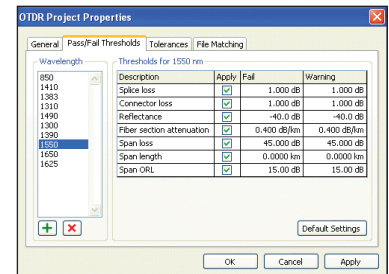 OTDR Project Properties
General Pass/Fail Thresholds Tolerances File Matching
Wavelength
850
1410
1383
1310
1490
1300
1390
1550
1650
1625
Thresholds for 1550 nm
Description Apply Fail Warning
Splice loss 1.000 dB 1.000 dB
Connector loss 1.000 dB 1.000 dB
Reflectance -40.0 dB -40.0 dB
Fiber section attenuation 0.400 dB/km 0.400 dB/km
Span loss 45.000 dB 45.000 dB
Span length 0.0000 km 0.0000 km
Span ORL 15.00 dB 15.00 dB
Default Settings
OK Cancel Apply